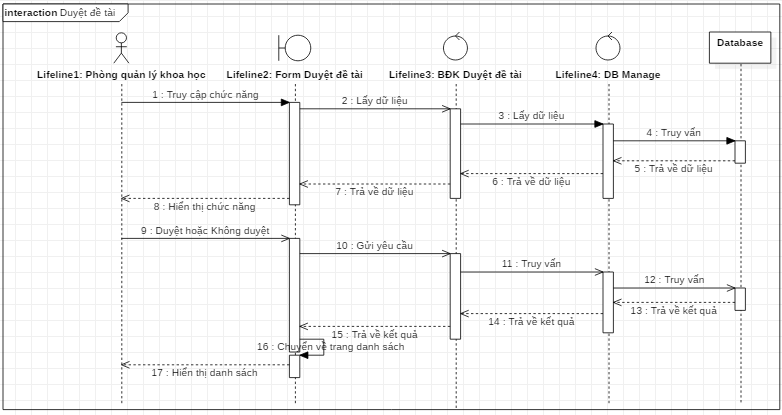 interaction Duyệt đề tài
Lifeline1: Phòng quản lý khoa học
Lifeline2: Form Duyệt đề tài
Lifeline3: BĐK Duyệt đề tài
Lifeline4: DB Manage
Database
1 : Truy cập chức năng
2 : Lấy dữ liệu
3 : Lấy dữ liệu
4 : Truy vấn
5 : Trả về dữ liệu
6 : Trả về dữ liệu
7 : Trả về dữ liệu
8 : Hiển thị chức năng
9 : Duyệt hoặc Không duyệt
10 : Gửi yêu cầu
11 : Truy vấn
12 : Truy vấn
13 : Trả về kết quả
14 : Trả về kết quả
15 : Trả về kết quả
16 : Chuyển về trang danh sách
17 : Hiển thị danh sách